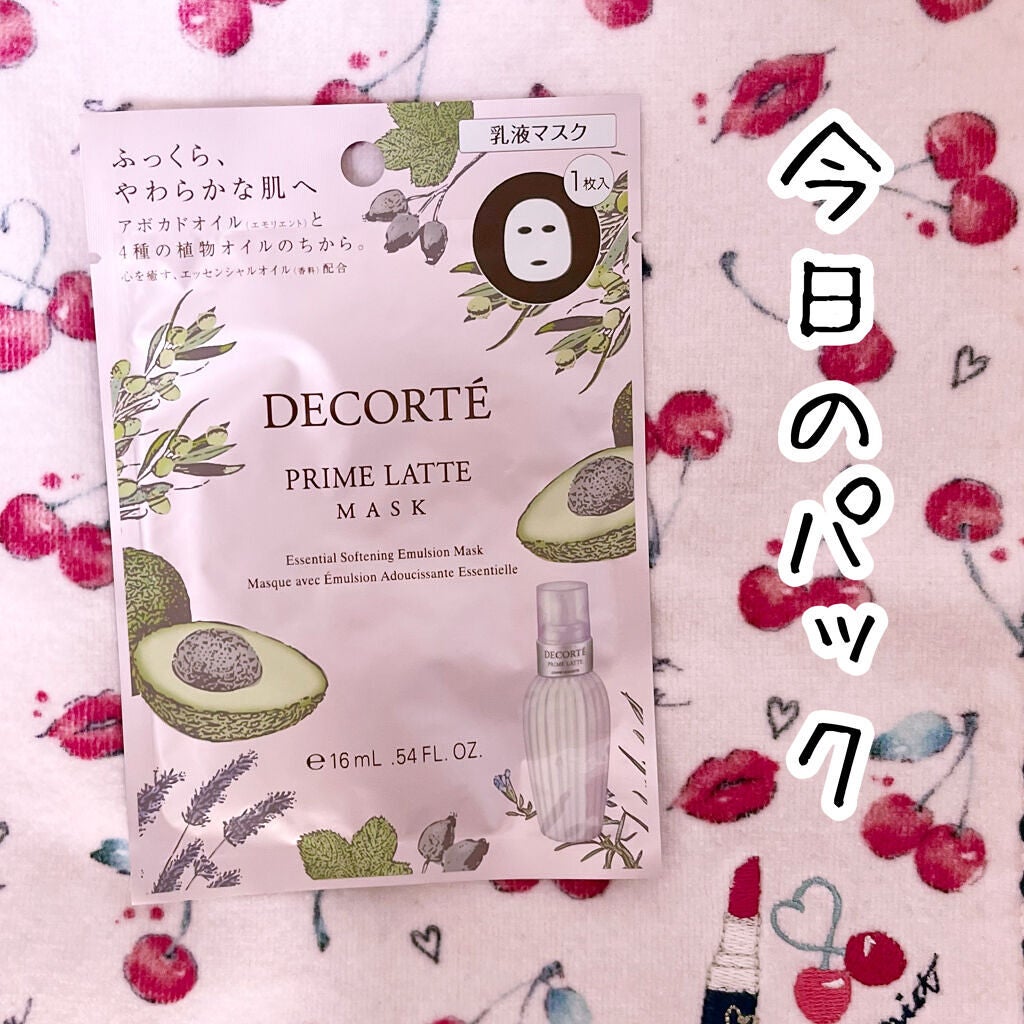 乳液マスク
1枚入
ふっくら、
やわらかな肌へ
アボカドオイル(エモリエント)と
4種の植物オイルのちから。
心を癒す、エッセンシャルオイル(香料)配合
DECORTÉ
PRIME LATTE
MASK
Essential Softening Emulsion Mask
Masque avec Émulsion Adoucissante Essentielle
DECORTÉ
PRIME LATTE
℮16mL .54FL. OZ.
今日のパック